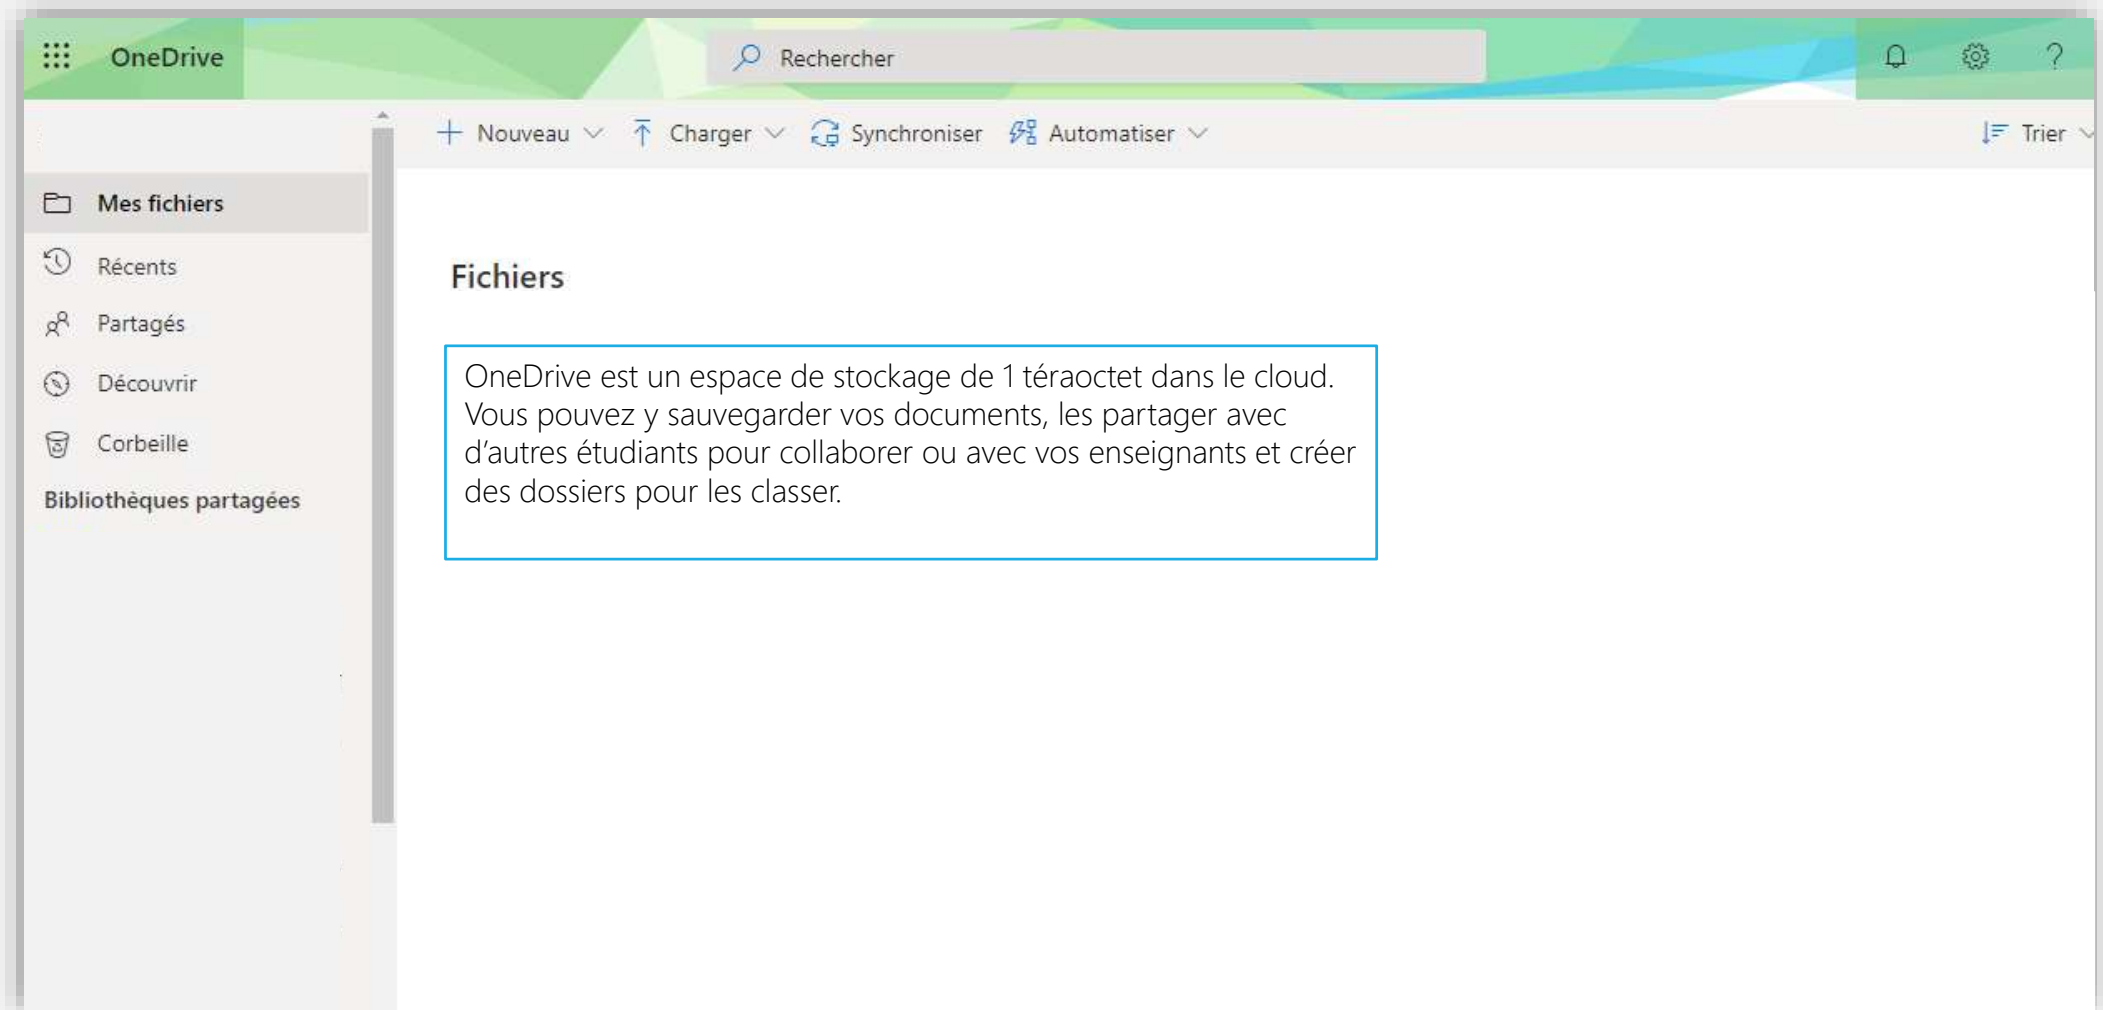 OneDrive
Rechercher
?
Nouveau
Charger
Synchroniser
Automatiser
Trier
Mes fichiers
Récents
Partagés
Découvrir
Corbeille
Bibliothèques partagées
Fichiers
OneDrive est un espace de stockage de 1 téraoctet dans le cloud.
Vous pouvez y sauvegarder vos documents, les partager avec
d’autres étudiants pour collaborer ou avec vos enseignants et créer
des dossiers pour les classer.